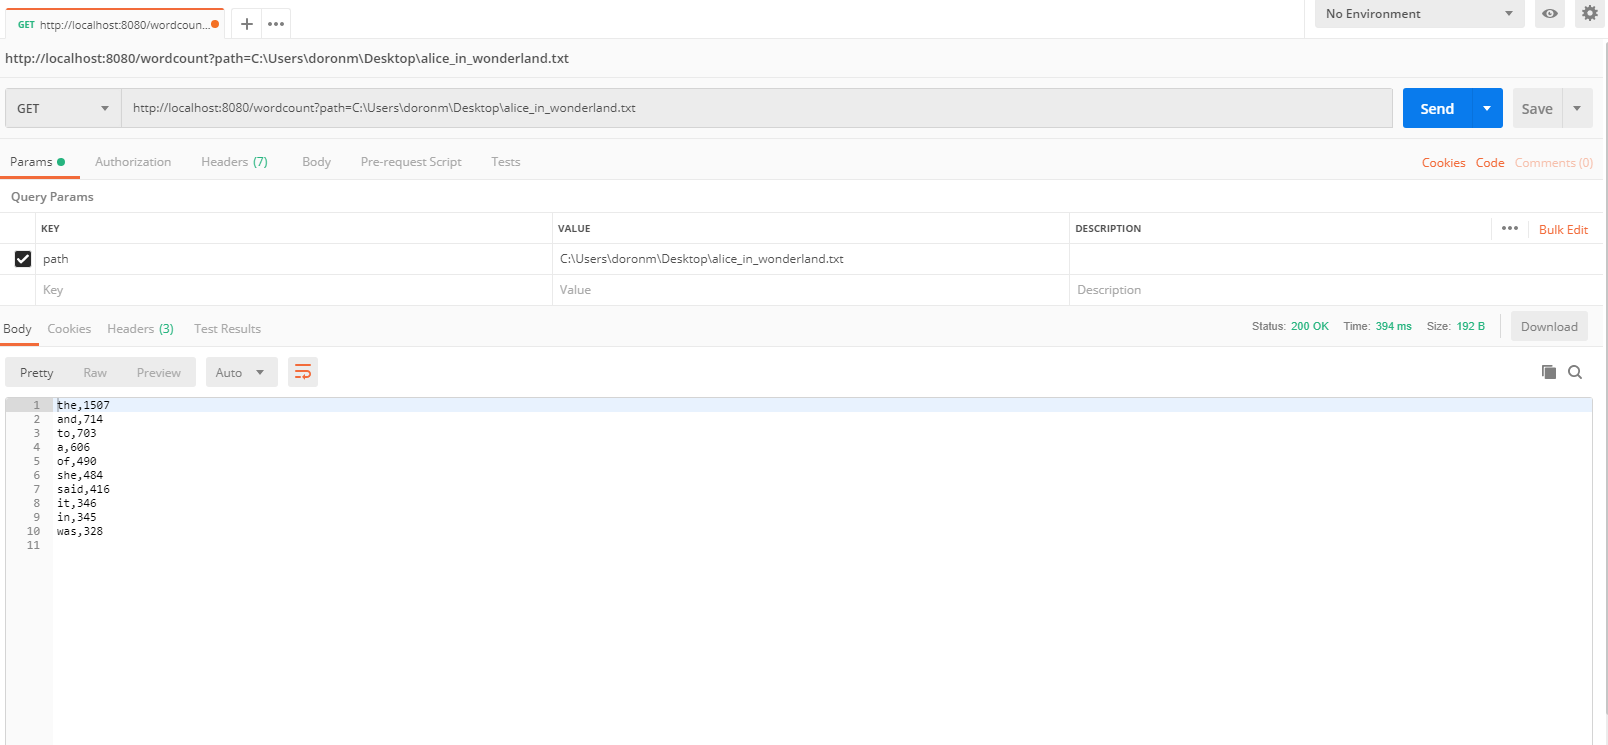 GET http://localhost:8080/wordcoun...
No Environment
http://localhost:8080/wordcount?path=C:\Users\doronm\Desktop\alice_in_wonderland.txt
GET http://localhost:8080/wordcount?path=C:\Users\doronm\Desktop\alice_in_wonderland.txt Send Save
Params Authorization Headers (7) Body Pre-request Script Tests Cookies Code Comments (0)
Query Params
KEY VALUE DESCRIPTION Bulk Edit
path C:\Users\doronm\Desktop\alice_in_wonderland.txt
Key Value Description
Body Cookies Headers (3) Test Results Status: 200 OK Time: 394 ms Size: 192 B Download
Pretty Raw Preview Auto
1 the,1507
2 and,714
3 to,703
4 a,606
5 of,490
6 she,484
7 said,416
8 it,346
9 in,345
10 was,328
11